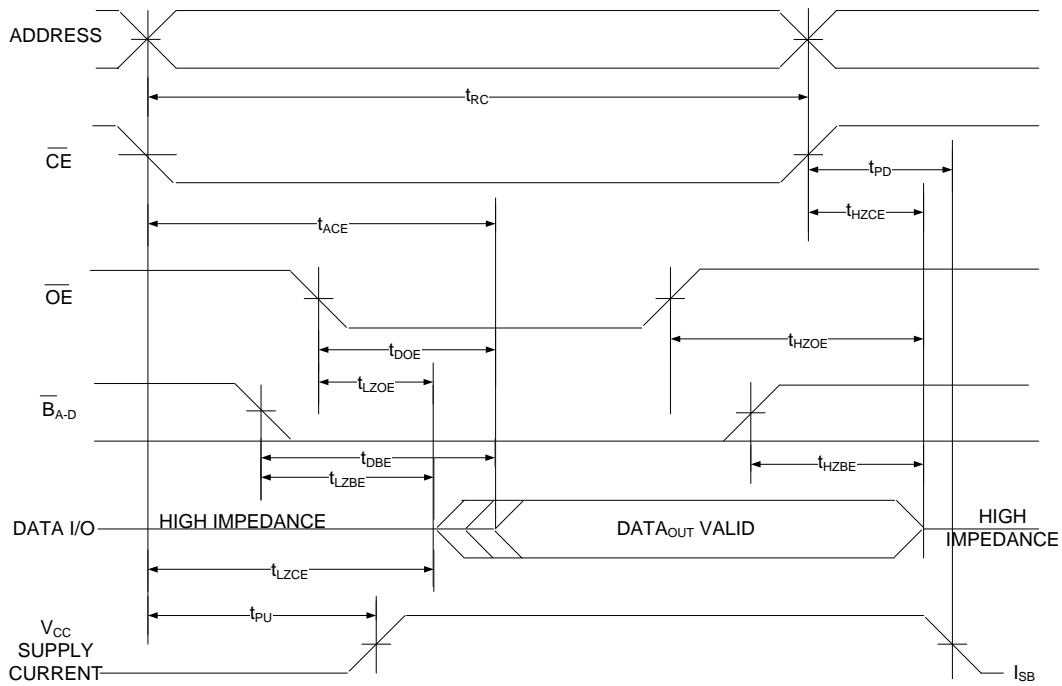 ADDRESS
tRC
CE
tPD
tHZCE
tACE
OE
tDOE
tHZOE
tLZOE
BA-D
tDBE
tHZBE
tLZBE
DATA I/O
HIGH IMPEDANCE
DATAOUT VALID
HIGH
IMPEDANCE
tLZCE
tPU
VCC
SUPPLY
CURRENT
ISB